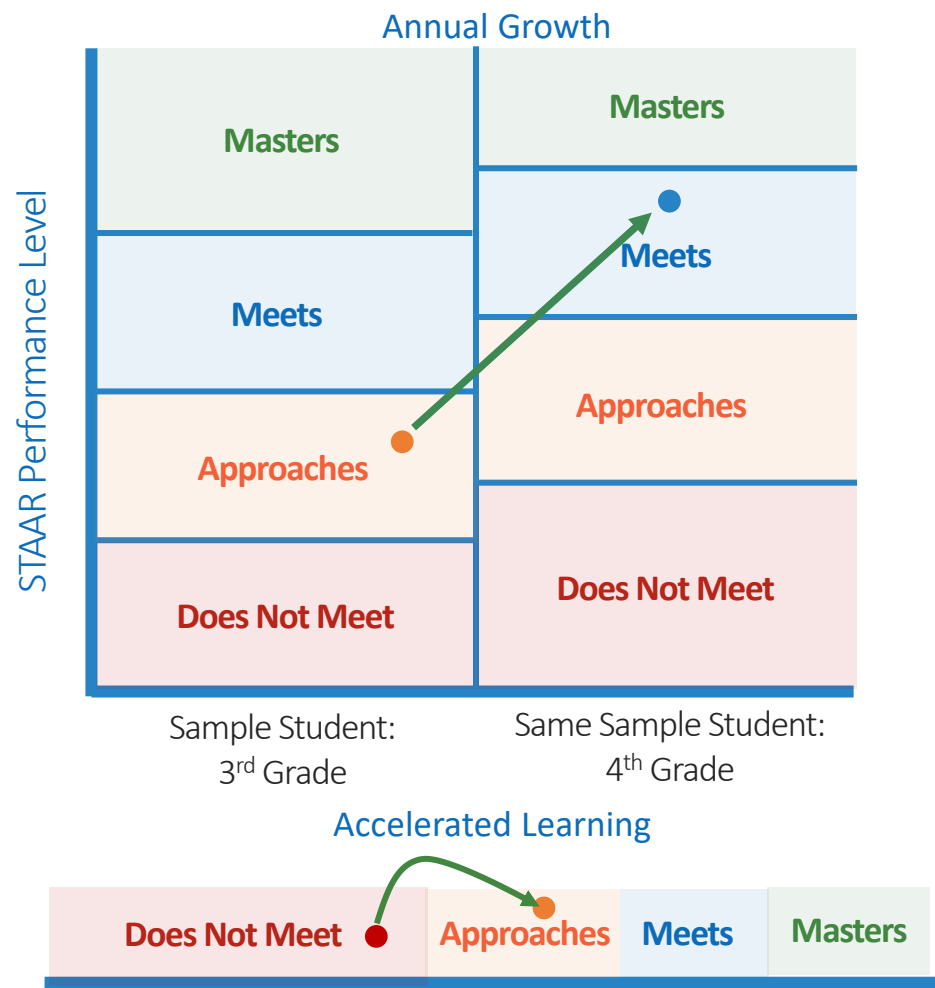 Annual Growth
STAAR Performance Level
Masters
Meets
Approaches
Does Not Meet
Masters
Meets
Approaches
Does Not Meet
Sample Student:
3rd Grade
Same Sample Student:
4th Grade
Accelerated Learning
Does Not Meet
Approaches
Meets
Masters